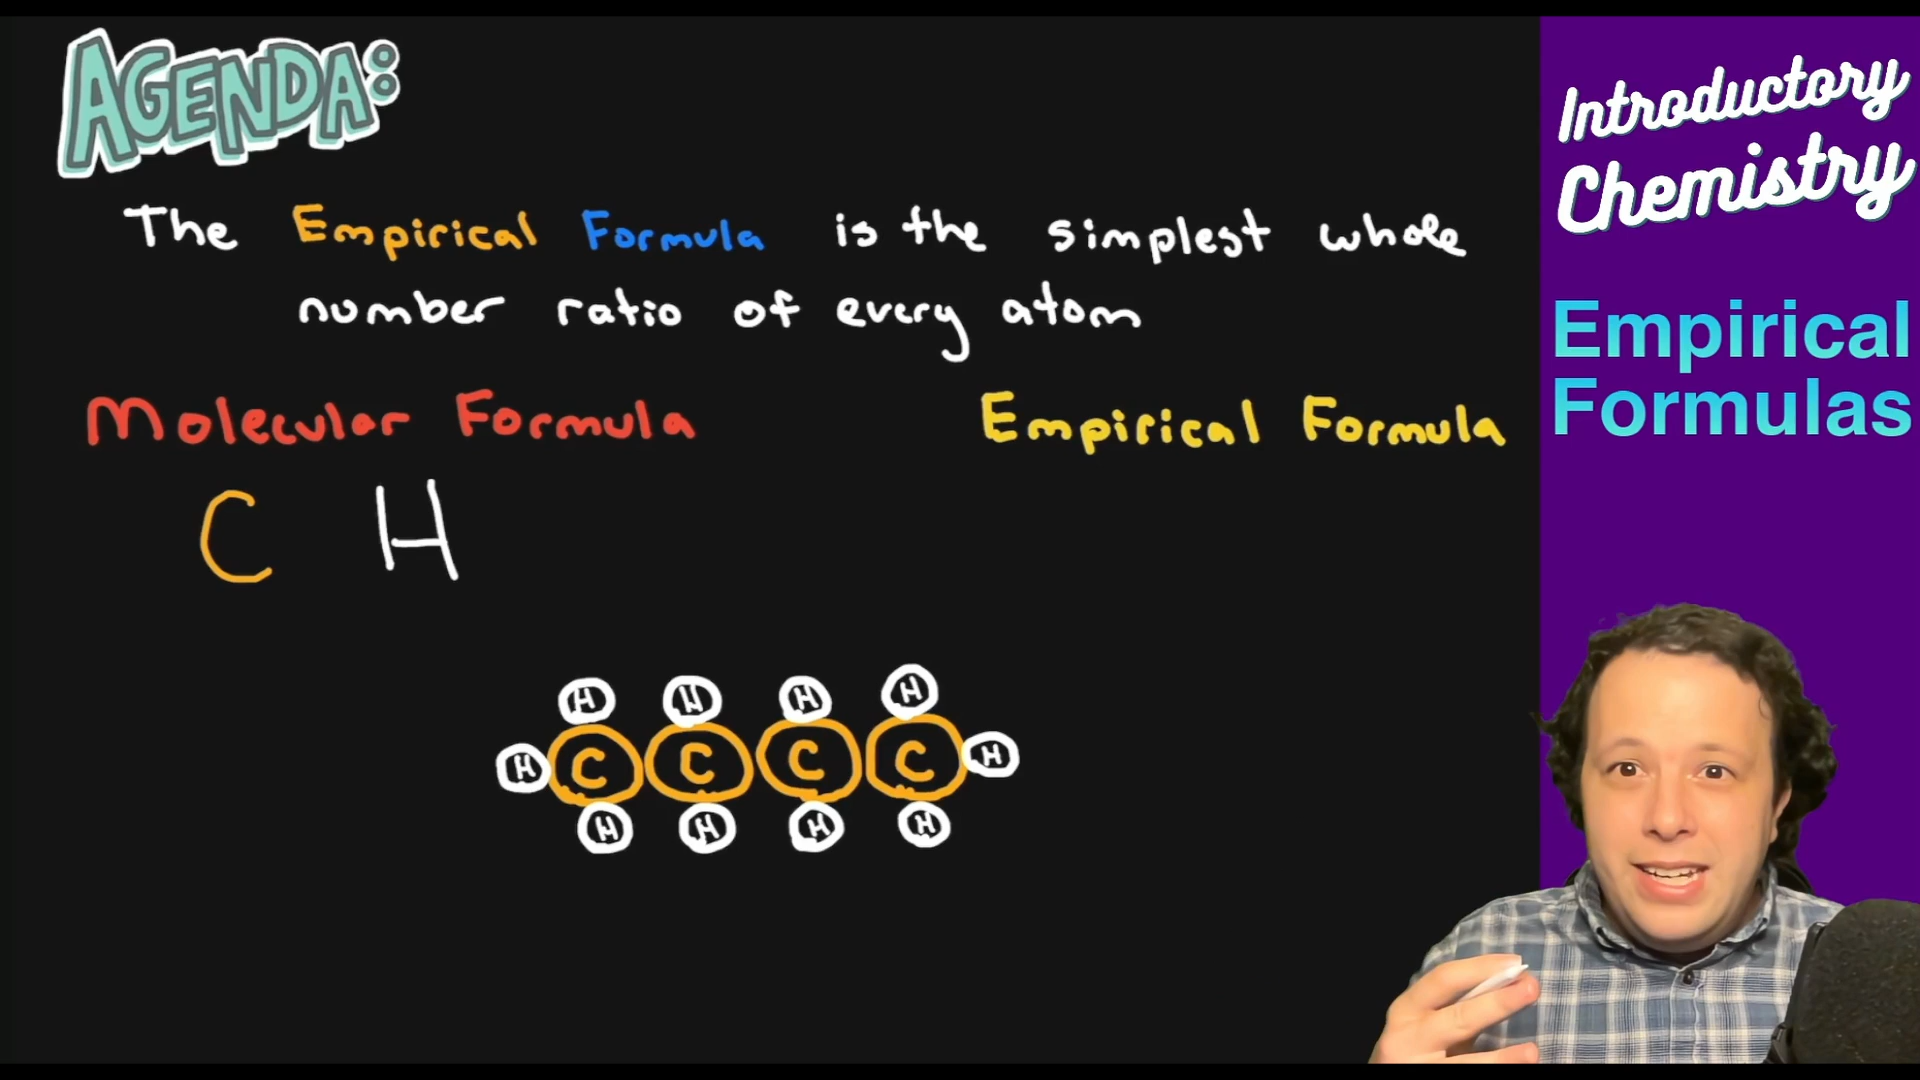 AGENDA:
The Empirical Formula is the simplest whole
number ratio of every atom
Molecular Formula
Empirical Formula
C H
H H H H
H C C C C H
H H H H
Introductory
Chemistry
Empirical
Formulas